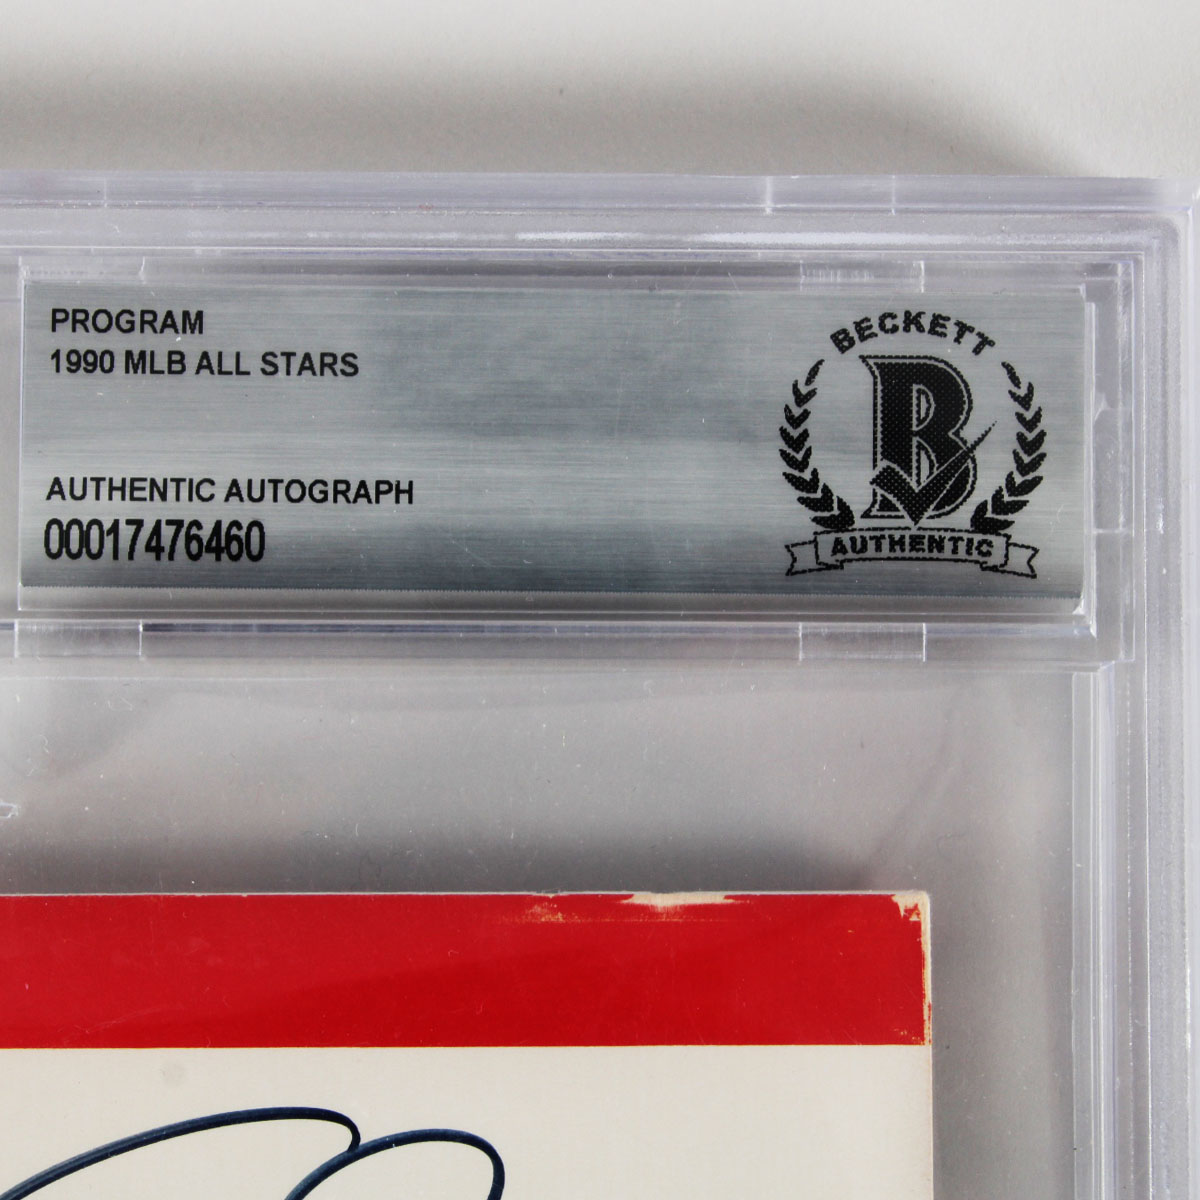 PROGRAM
1990 MLB ALL STARS
AUTHENTIC AUTOGRAPH
00017476460
BECKETT
B
AUTHENTIC